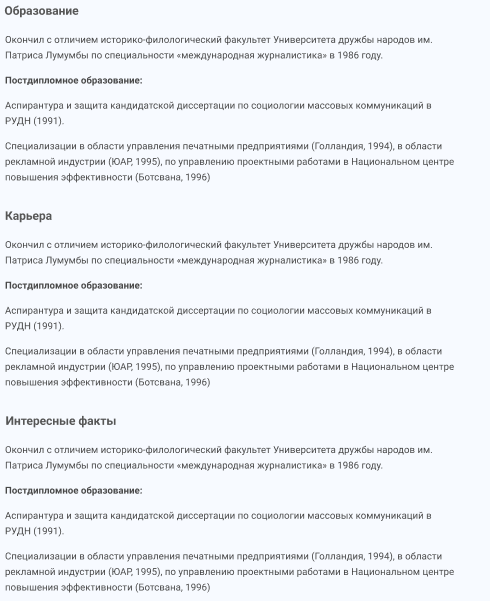 Образование
Окончил с отличием историко-филологический факультет Университета дружбы народов им.
Патриса Лумумбы по специальности «международная журналистика» в 1986 году.
Постдипломное образование:
Аспирантура и защита кандидатской диссертации по социологии массовых коммуникаций в
РУДН (1991).
Специализации в области управления печатными предприятиями (Голландия, 1994), в области
рекламной индустрии (ЮАР, 1995), по управлению проектными работами в Национальном центре
повышения эффективности (Ботсвана, 1996)
Карьера
Окончил с отличием историко-филологический факультет Университета дружбы народов им.
Патриса Лумумбы по специальности «международная журналистика» в 1986 году.
Постдипломное образование:
Аспирантура и защита кандидатской диссертации по социологии массовых коммуникаций в
РУДН (1991).
Специализации в области управления печатными предприятиями (Голландия, 1994), в области
рекламной индустрии (ЮАР, 1995), по управлению проектными работами в Национальном центре
повышения эффективности (Ботсвана, 1996)
Интересные факты
Окончил с отличием историко-филологический факультет Университета дружбы народов им.
Патриса Лумумбы по специальности «международная журналистика» в 1986 году.
Постдипломное образование:
Аспирантура и защита кандидатской диссертации по социологии массовых коммуникаций в
РУДН (1991).
Специализации в области управления печатными предприятиями (Голландия, 1994), в области
рекламной индустрии (ЮАР, 1995), по управлению проектными работами в Национальном центре
повышения эффективности (Ботсвана, 1996)